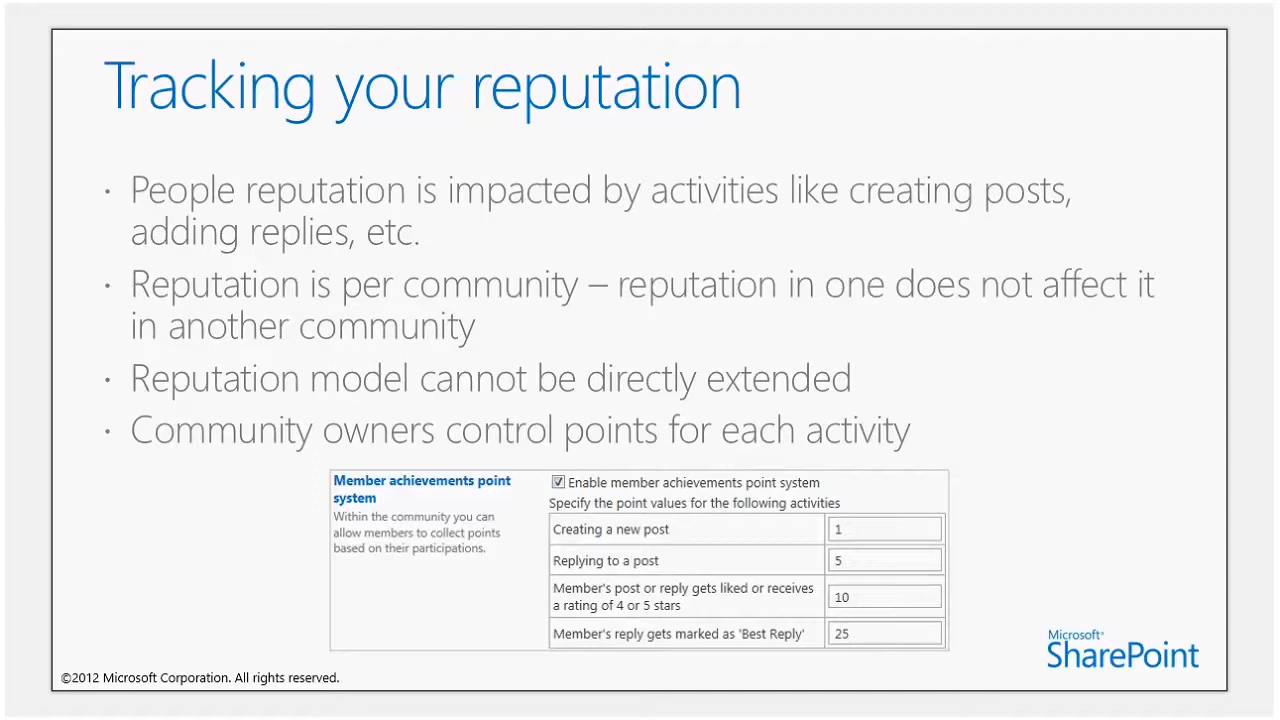 Tracking your reputation
· People reputation is impacted by activities like creating posts,
adding replies, etc.
· Reputation is per community – reputation in one does not affect it
in another community
· Reputation model cannot be directly extended
· Community owners control points for each activity
Member achievements point
system
Within the community you can
allow members to collect points
based on their participations.
Enable member achievements point system
Specify the point values for the following activities
Creating a new post 1
Replying to a post 5
Member's post or reply gets liked or receives
a rating of 4 or 5 stars 10
Member's reply gets marked as 'Best Reply' 25
Microsoft®
SharePoint
©2012 Microsoft Corporation. All rights reserved.